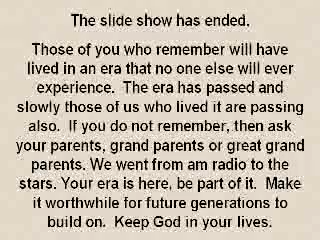 The slide show has ended.
Those of you who remember will have
lived in an era that no one else will ever
experience.  The era has passed and
slowly those of us who lived it are passing
also.  If you do not remember, then ask
your parents, grand parents or great grand
parents. We went from am radio to the
stars. Your era is here, be part of it.  Make
it worthwhile for future generations to
build on.  Keep God in your lives.